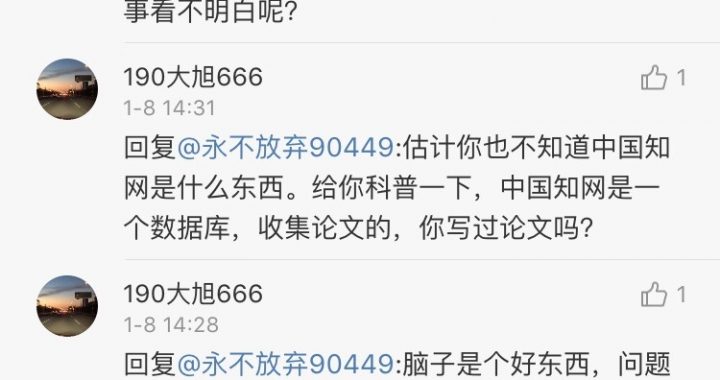 事看不明白呢?
190大旭666
1
1-8 14:31
回复@永不放弃90449:估计你也不知道中国知
网是什么东西。给你科普一下，中国知网是一
个数据库，收集论文的，你写过论文吗?
190大旭666
1
1-8 14:28
回复@永不放弃90449:脑子是个好东西，问题